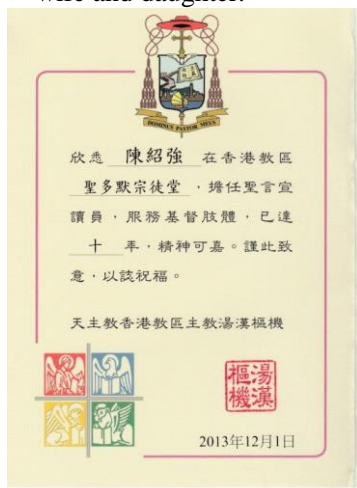 wife and daughter.
DOMINUS PASTOR MEUS
欣悉 陳紹強 在香港教區
聖多默宗徒堂 ，擔任聖言宣
讀員，服務基督肢體，已達
十 年，精神可嘉。謹此致
意，以誌祝福。
天主教香港教區主教湯漢樞機
湯漢樞機
2013年12月1日